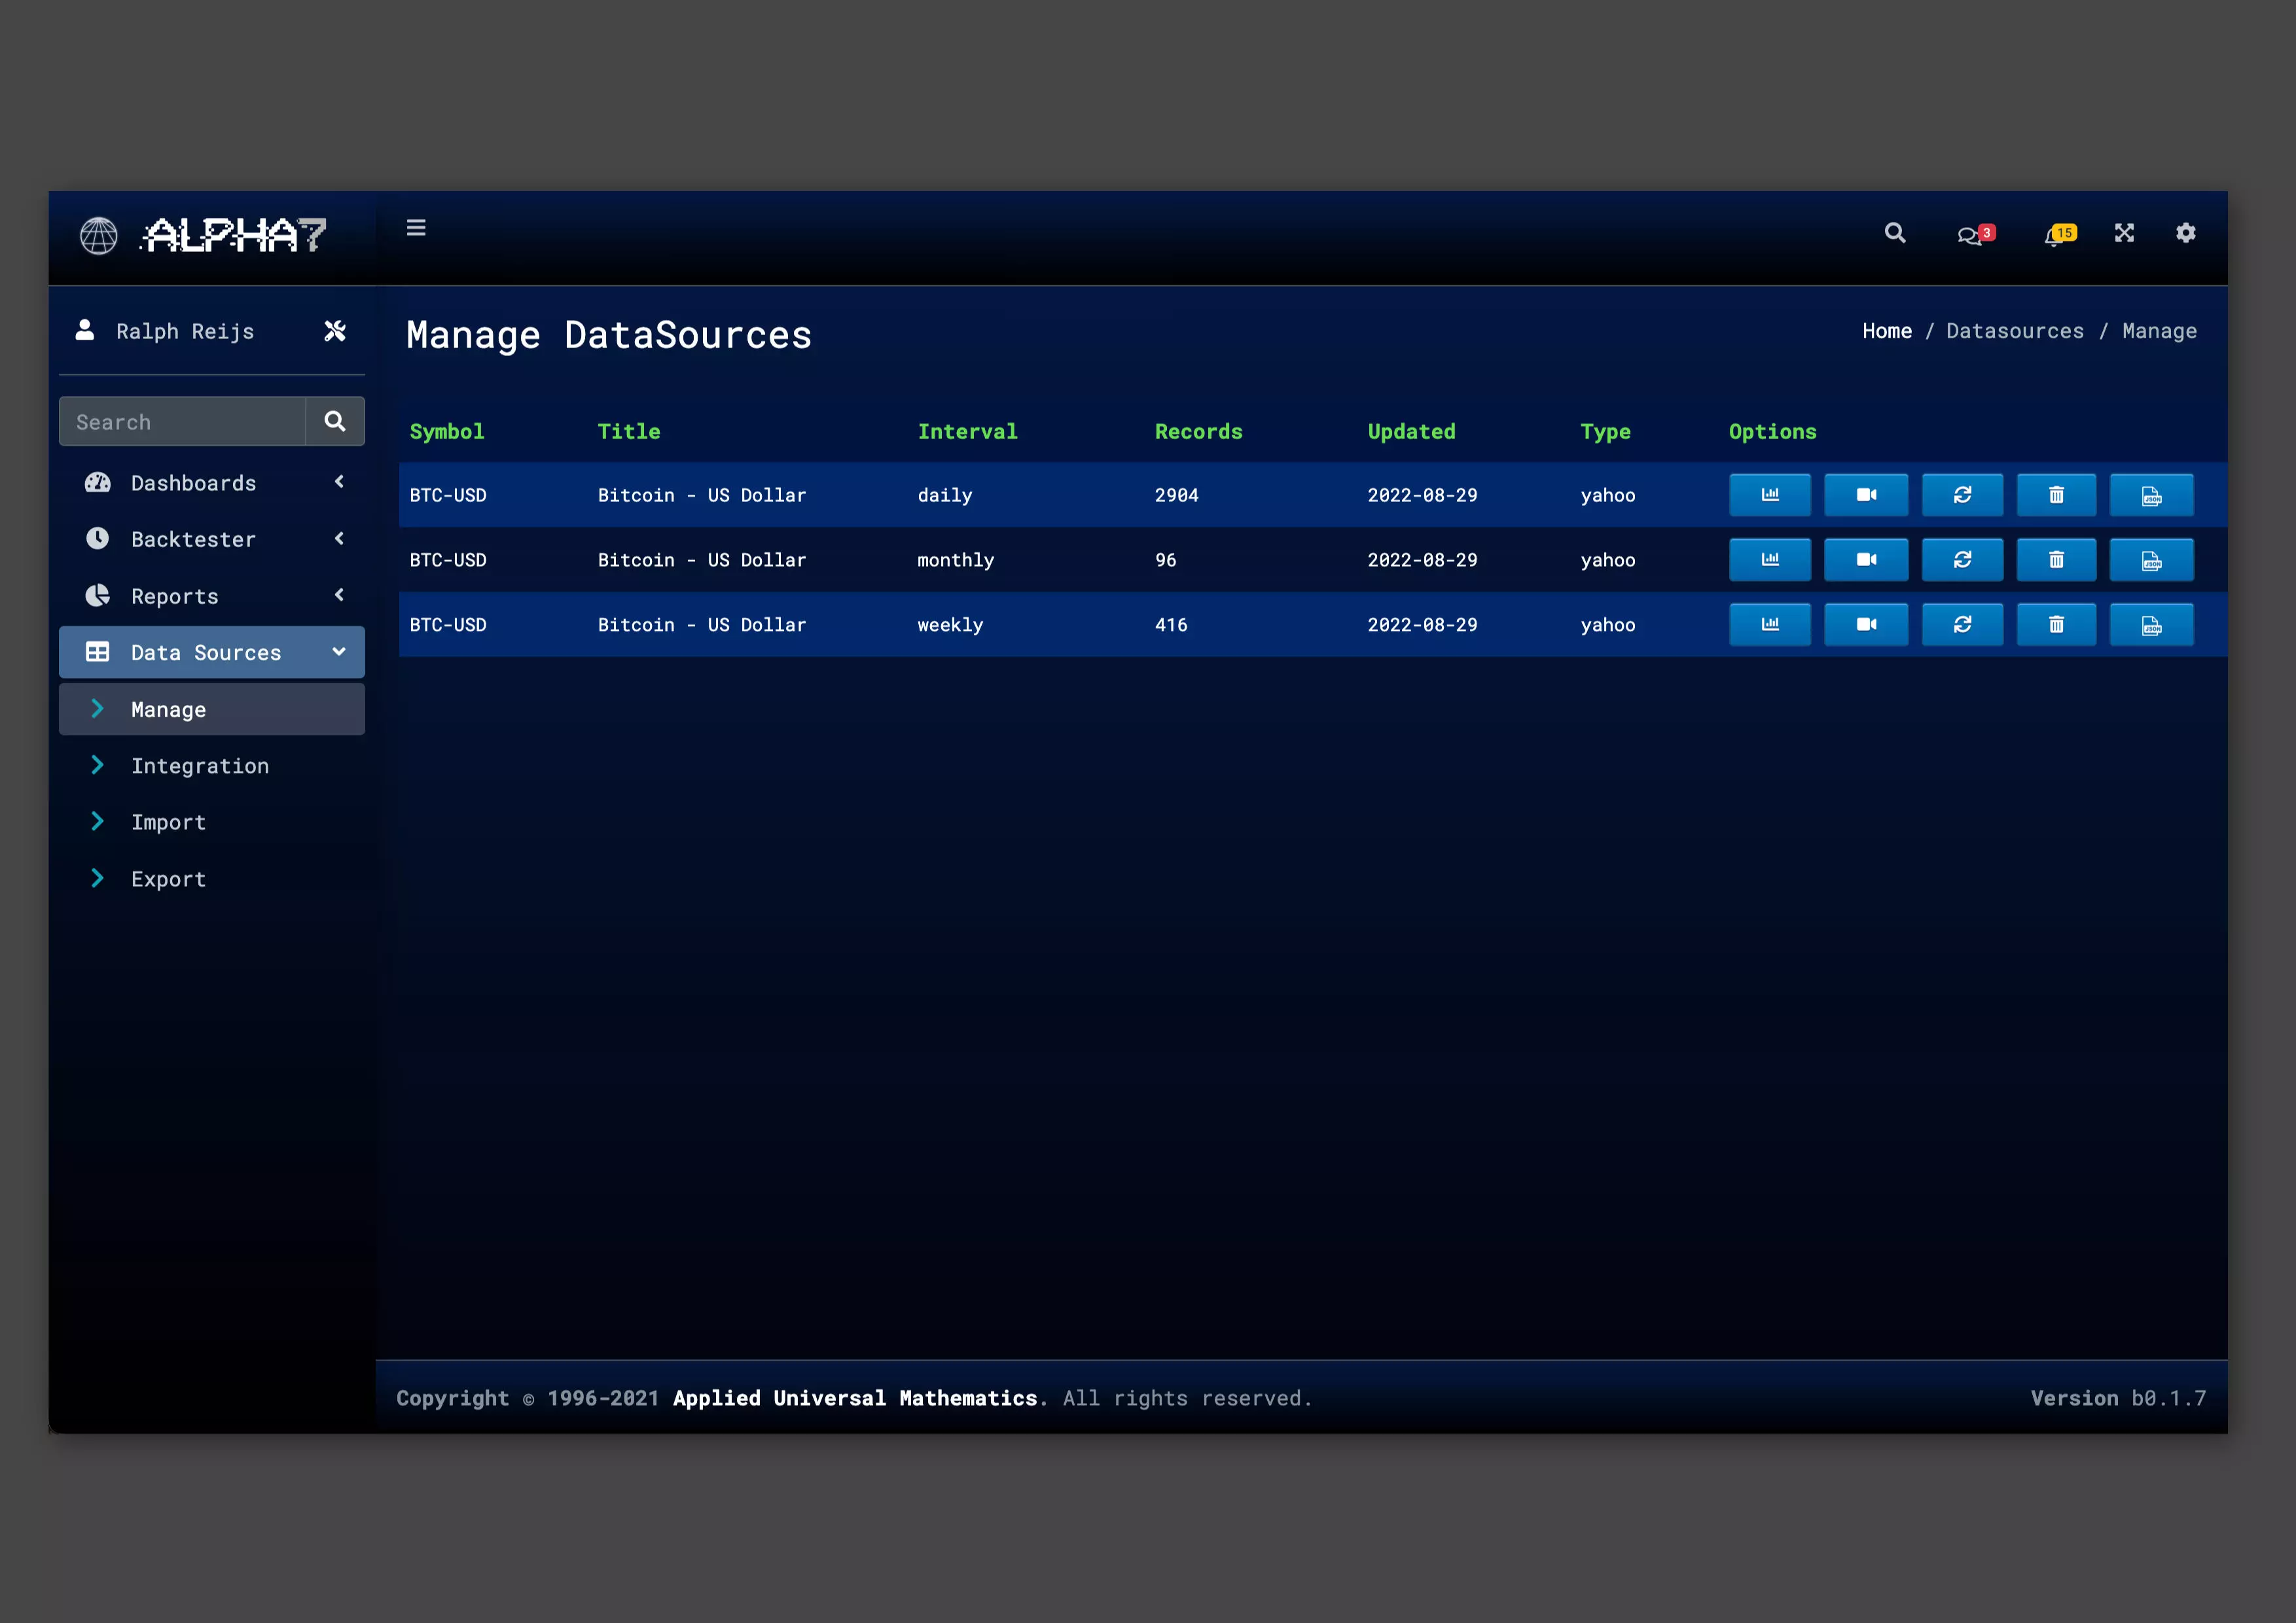 ALPHA7
3
15
Ralph Reijs
Manage DataSources
Home / Datasources / Manage
Search
Dashboards
Backtester
Reports
Data Sources
Manage
Integration
Import
Export
Symbol Title Interval Records Updated Type Options
BTC-USD Bitcoin - US Dollar daily 2904 2022-08-29 yahoo JSON
BTC-USD Bitcoin - US Dollar monthly 96 2022-08-29 yahoo JSON
BTC-USD Bitcoin - US Dollar weekly 416 2022-08-29 yahoo JSON
Copyright © 1996-2021 Applied Universal Mathematics. All rights reserved.
Version b0.1.7